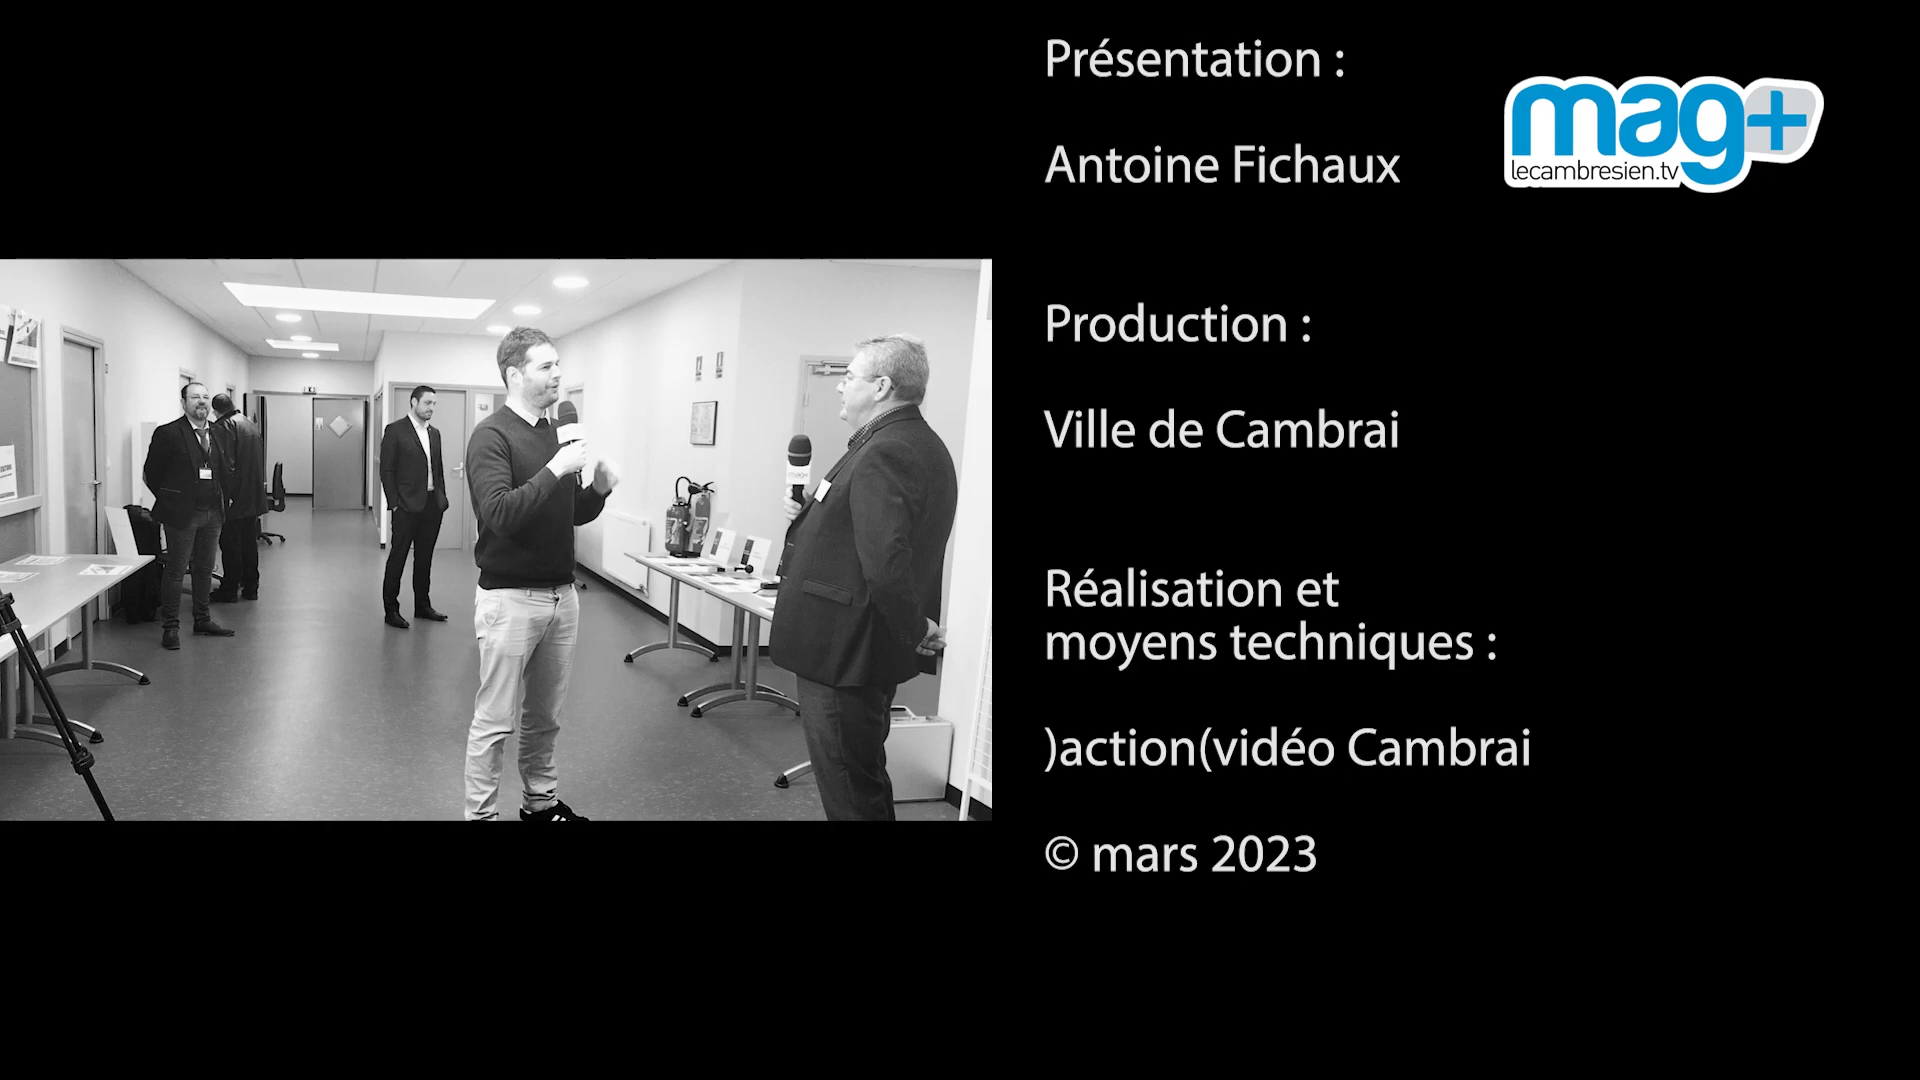 Présentation :
Antoine Fichaux
mag+
lecambresien.tv
Production :
Ville de Cambrai
Réalisation et
moyens techniques :
)action(vidéo Cambrai
© mars 2023